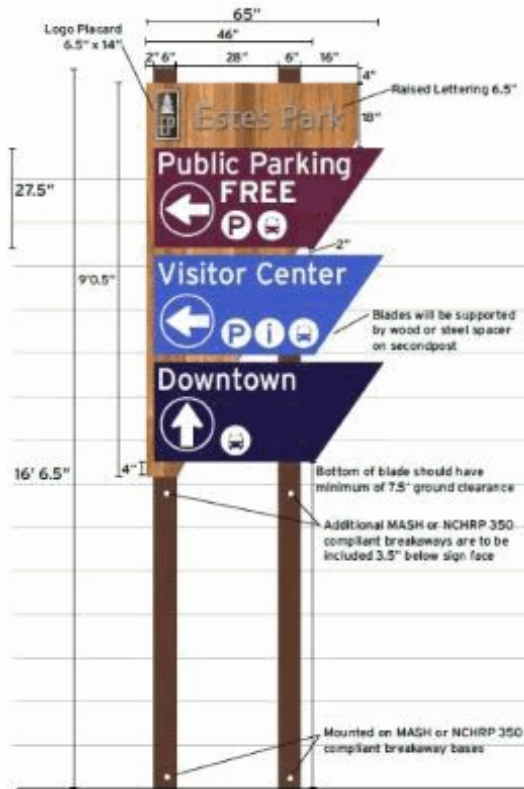 65"
46"
2" 6" 28" 6" 16"
4"
Logo Placard
6.5" x 14"
Raised Lettering 6.5"
18"
EP
Estes Park
27.5"
Public Parking
FREE
P
2"
9'0.5"
Visitor Center
P i
Blades will be supported
by wood or steel spacer
on secondpost
Downtown
16' 6.5"
4"
Bottom of blade should have
minimum of 7.5' ground clearance
Additional MASH or NCHRP 350
compliant breakaways are to be
included 3.5" below sign face
Mounted on MASH or NCHRP 350
compliant breakaway bases